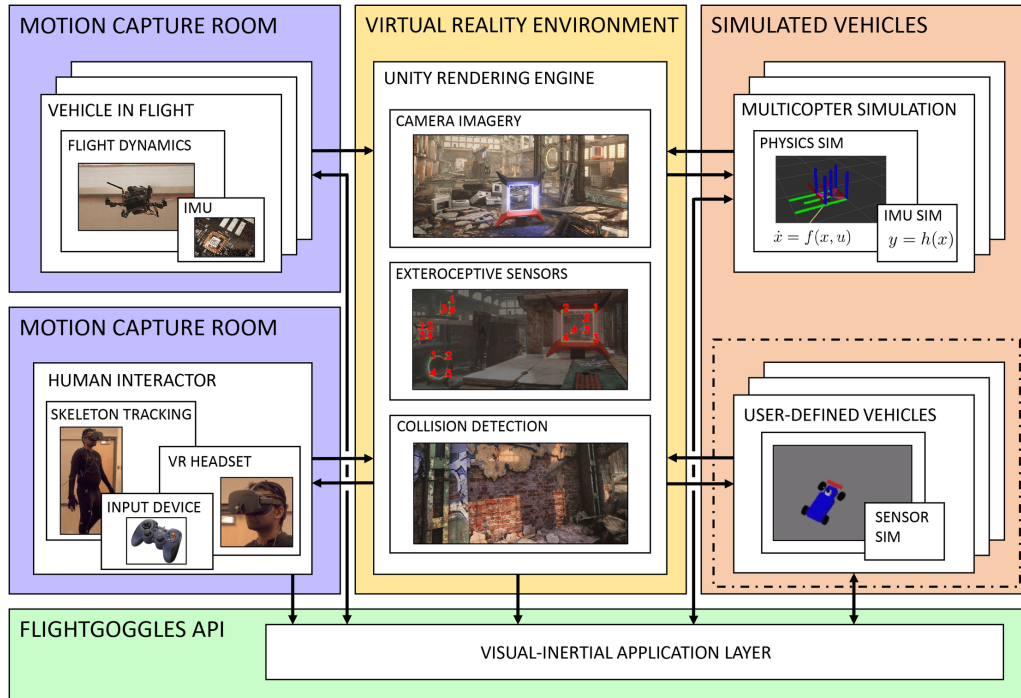 MOTION CAPTURE ROOM
VEHICLE IN FLIGHT
FLIGHT DYNAMICS
IMU
MOTION CAPTURE ROOM
HUMAN INTERACTOR
SKELETON TRACKING
VR HEADSET
INPUT DEVICE
VIRTUAL REALITY ENVIRONMENT
UNITY RENDERING ENGINE
CAMERA IMAGERY
EXTEROCEPTIVE SENSORS
COLLISION DETECTION
SIMULATED VEHICLES
MULTICOPTER SIMULATION
PHYSICS SIM
ẋ = f(x, u)
IMU SIM
y = h(x)
USER-DEFINED VEHICLES
SENSOR
SIM
FLIGHTGOGGLES API
VISUAL-INERTIAL APPLICATION LAYER